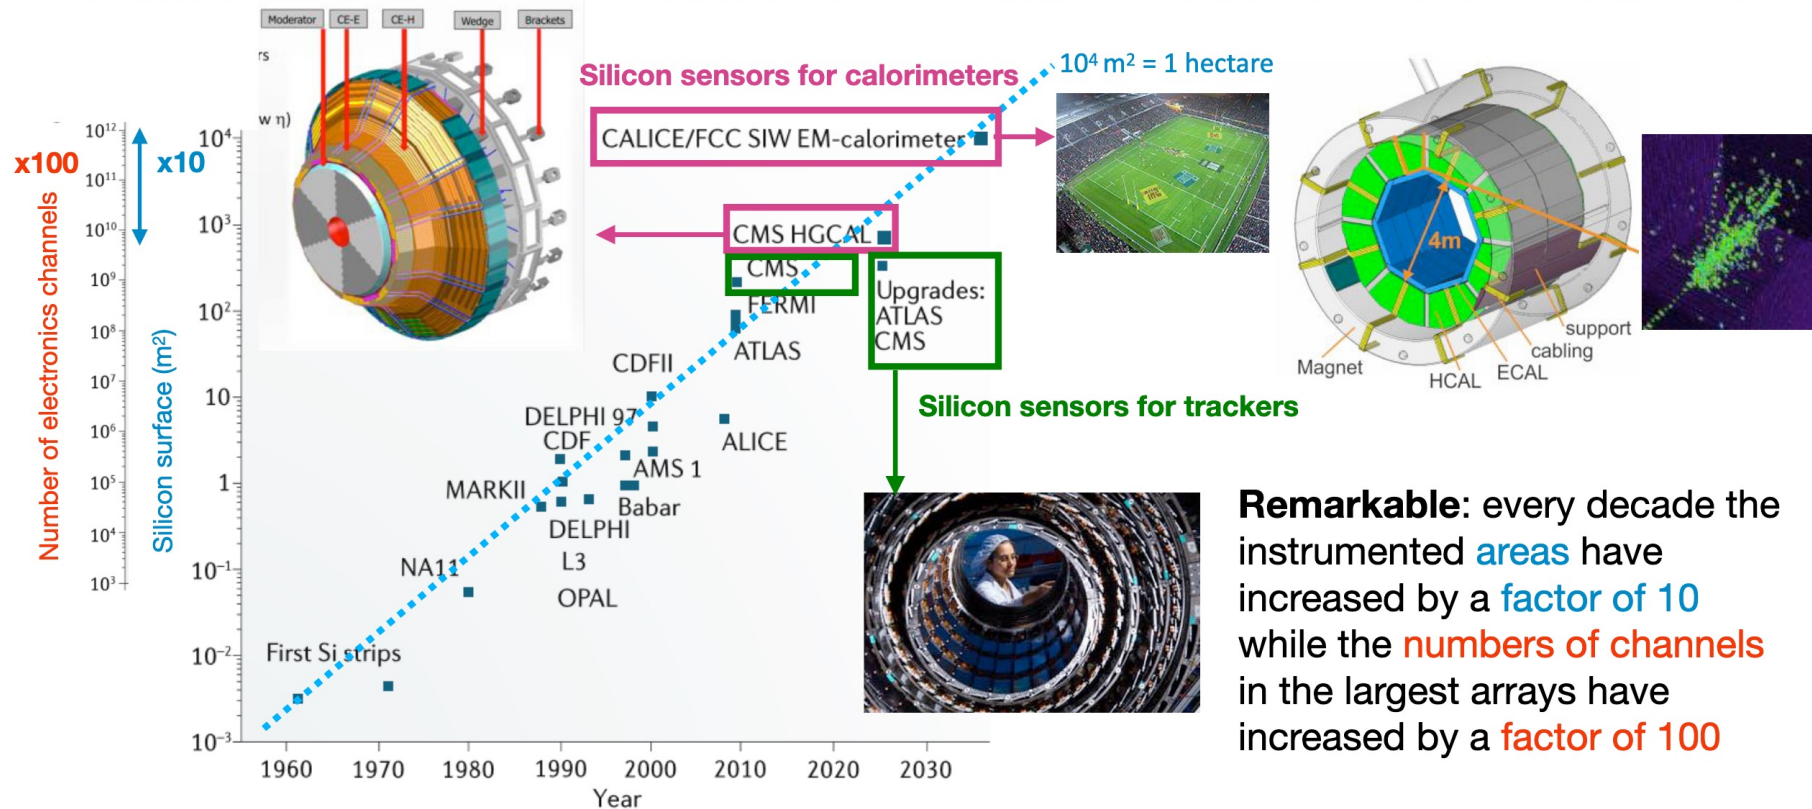 Moderator
CE-E
CE-H
Wedge
Brackets
rs
w η)
Silicon sensors for calorimeters
10⁴ m² = 1 hectare
CALICE/FCC SIW EM-calorimeter
x100
x10
Number of electronics channels
10¹²
10¹¹
10¹⁰
10⁹
10⁸
10⁷
10⁶
10⁵
10⁴
10³
Silicon surface (m²)
10⁴
10³
10²
10
1
10⁻¹
10⁻²
10⁻³
CMS HGCAL
CMS
FERMI
ATLAS
Upgrades:
ATLAS
CMS
CDFII
DELPHI 97
CDF
ALICE
AMS 1
MARKII
Babar
DELPHI
L3
OPAL
NA11
First Si strips
1960
1970
1980
1990
2000
2010
2020
2030
Year
Silicon sensors for trackers
4m
Magnet
HCAL
ECAL
cabling
support
Remarkable: every decade the
instrumented areas have
increased by a factor of 10
while the numbers of channels
in the largest arrays have
increased by a factor of 100